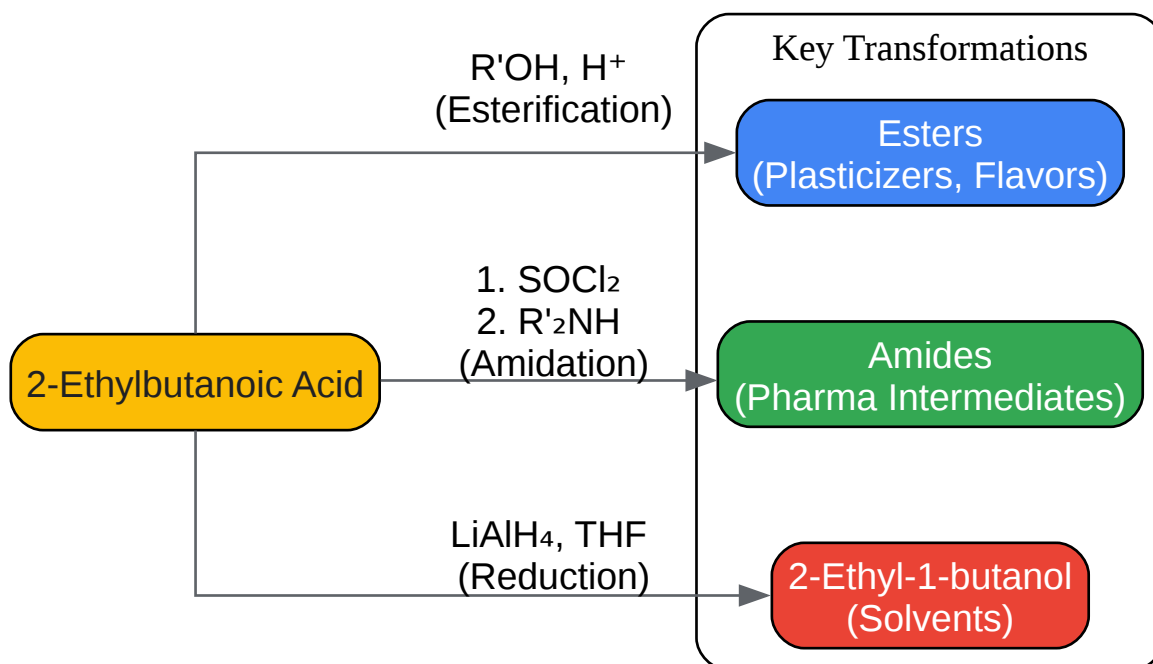 Key Transformations
R'OH, H⁺
(Esterification)
Esters
(Plasticizers, Flavors)
1. SOCl₂
2. R'₂NH
(Amidation)
2-Ethylbutanoic Acid
Amides
(Pharma Intermediates)
LiAlH₄, THF
(Reduction)
2-Ethyl-1-butanol
(Solvents)